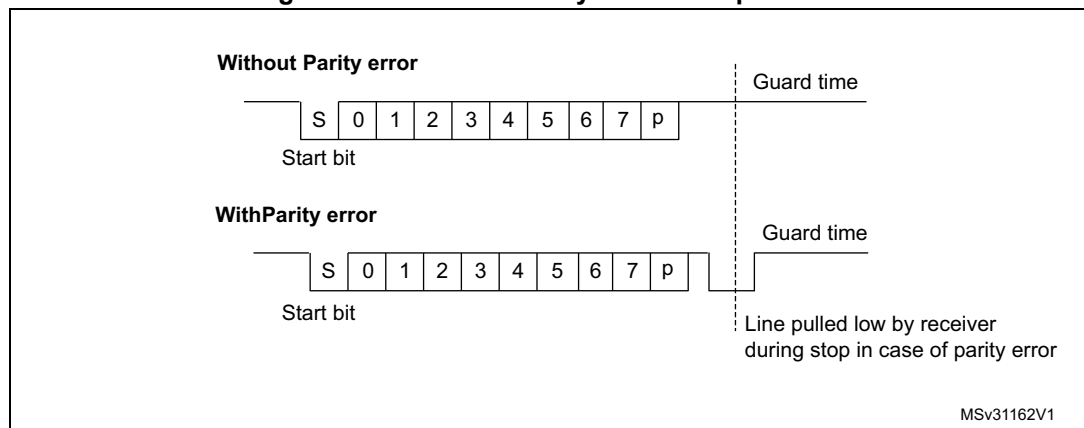 Without Parity error
Guard time
S 0 1 2 3 4 5 6 7 p
Start bit
WithParity error
Guard time
S 0 1 2 3 4 5 6 7 p
Start bit
Line pulled low by receiver
during stop in case of parity error
MSv31162V1